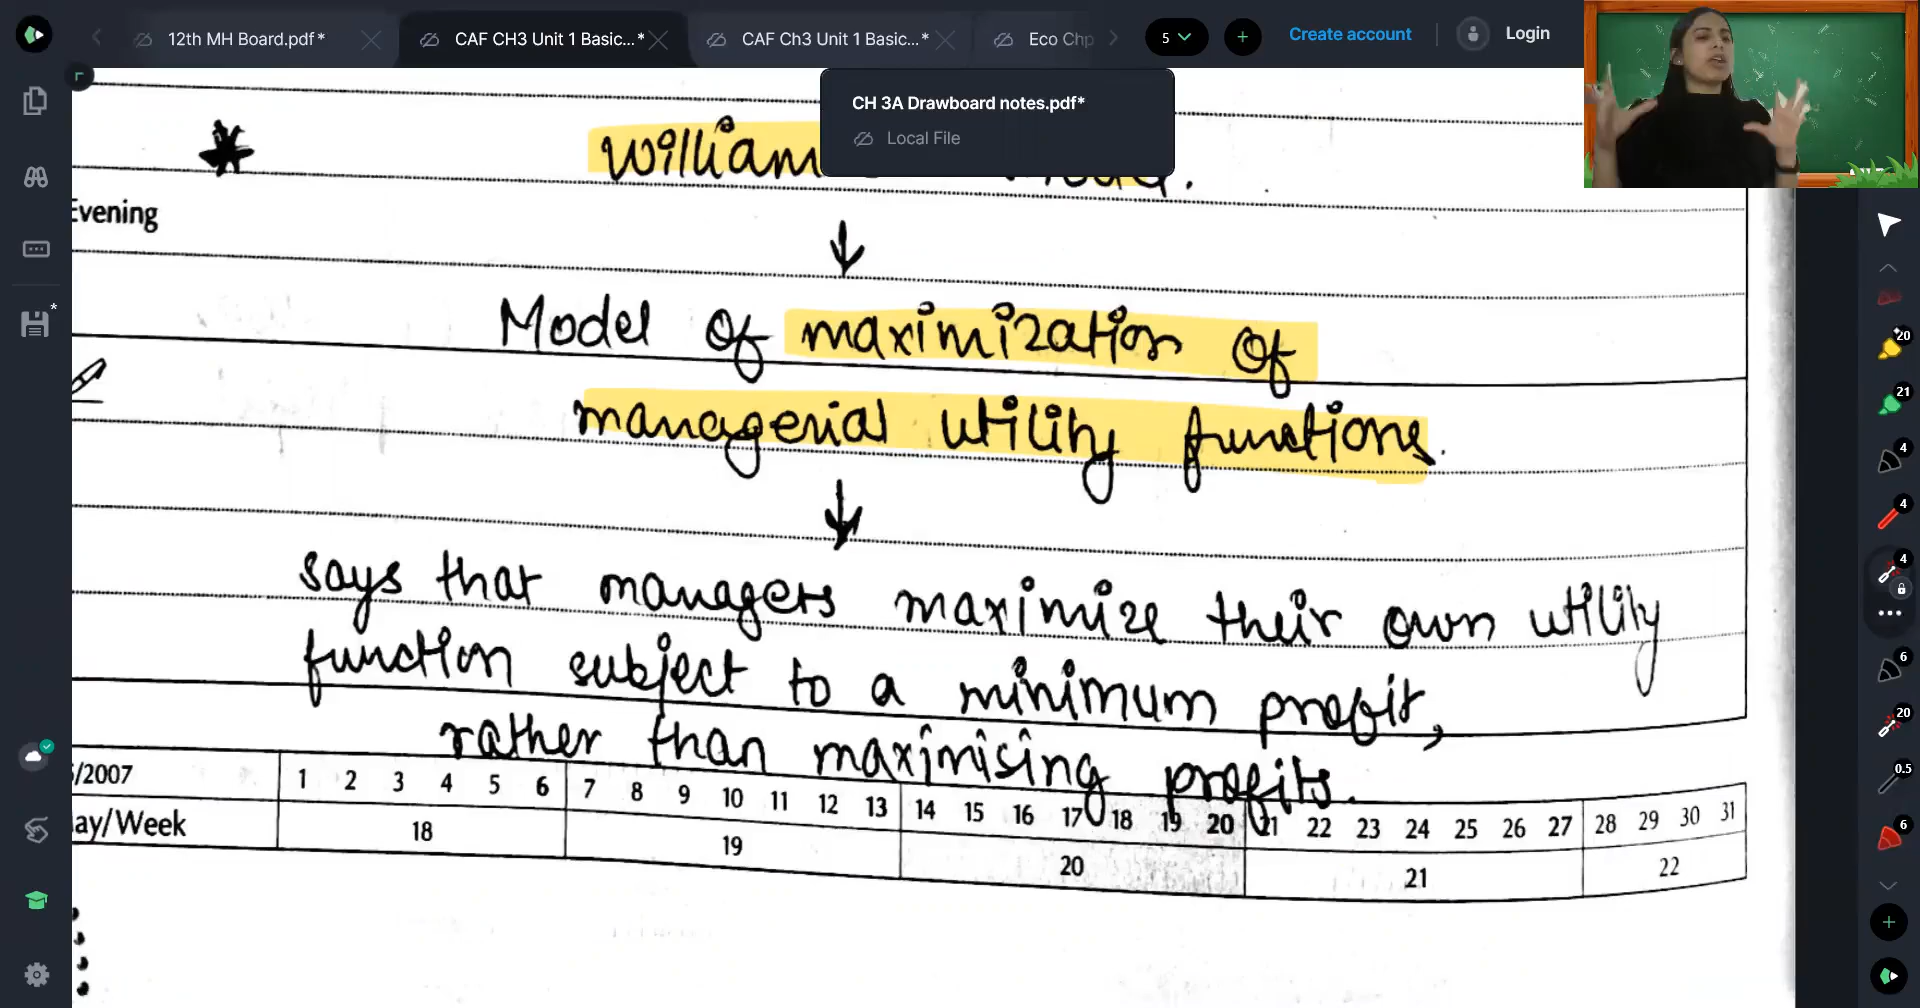 12th MH Board.pdf*
CAF CH3 Unit 1 Basic...*
CAF Ch3 Unit 1 Basic...*
Eco Chp
5
Create account
Login
CH 3A Drawboard notes.pdf*
Local File
William
Evening
Model of maximization of
managerial utility functions.
says that managers maximize their own utility
function subject to a minimum profit,
rather than maximising profits.
/2007 1 2 3 4 5 6 7 8 9 10 11 12 13 14 15 16 17 18 19 20 21 22 23 24 25 26 27 28 29 30 31
ay/Week 18 19 20 21 22
20
21
4
4
4
6
20
0.5
6